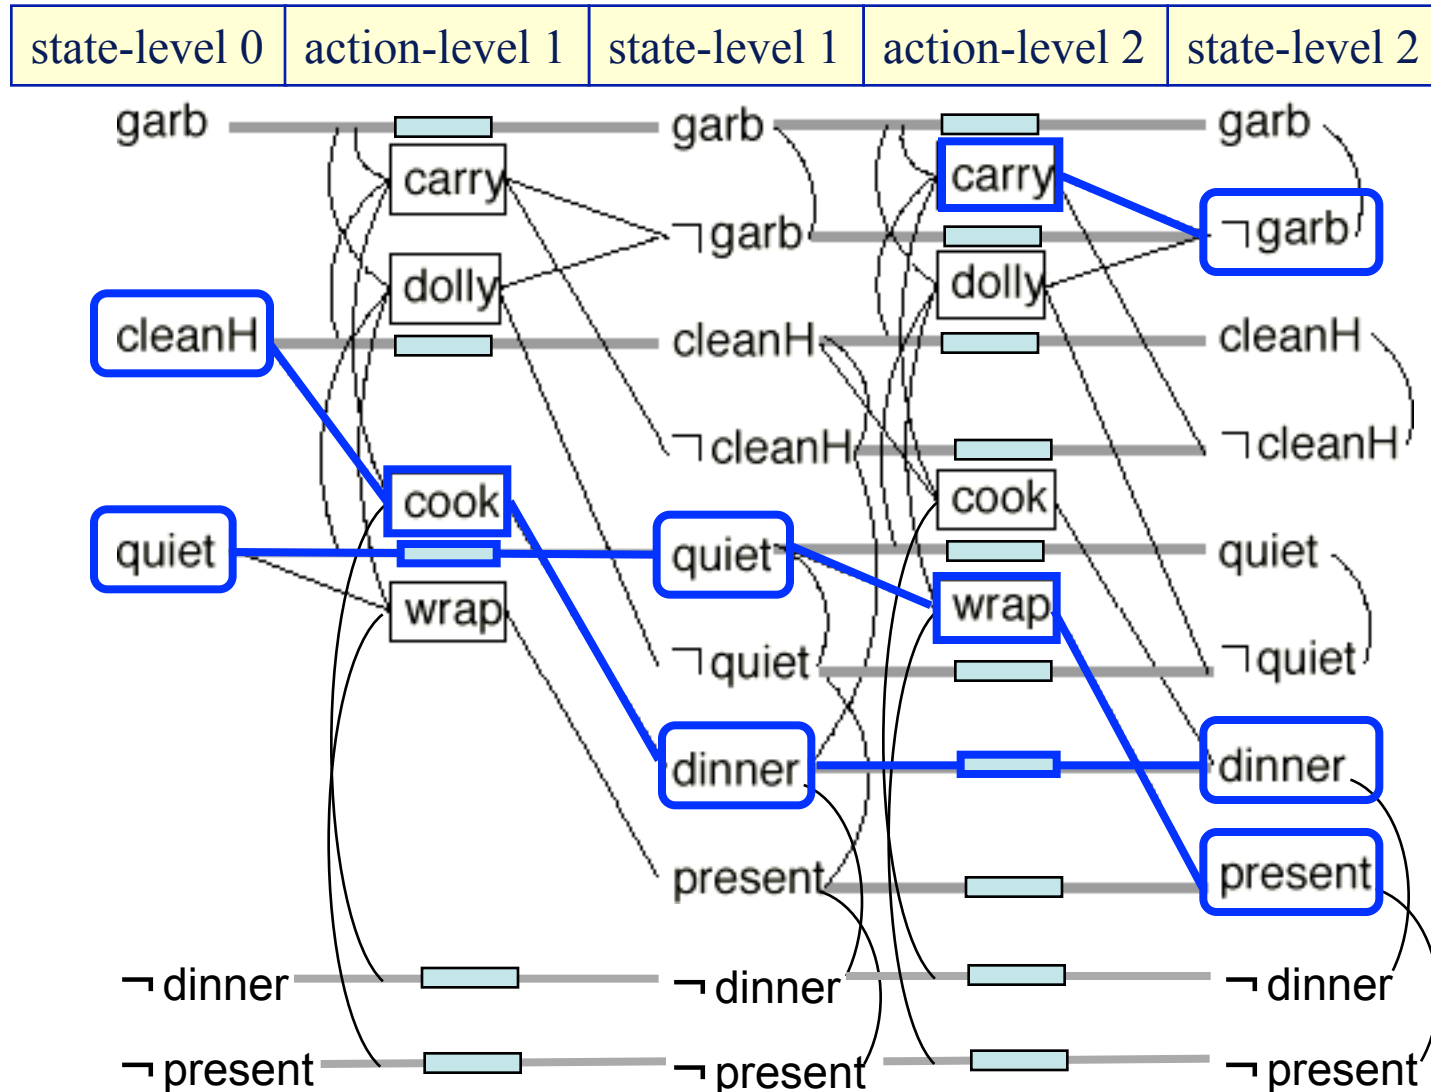 state-level 0 action-level 1 state-level 1 action-level 2 state-level 2
garb garb garb
carry carry
¬garb ¬garb
dolly dolly
cleanH cleanH cleanH
¬cleanH ¬cleanH
cook cook
quiet quiet quiet
wrap wrap
¬quiet ¬quiet
dinner dinner
present present
¬ dinner ¬ dinner ¬ dinner
¬ present ¬ present ¬ present